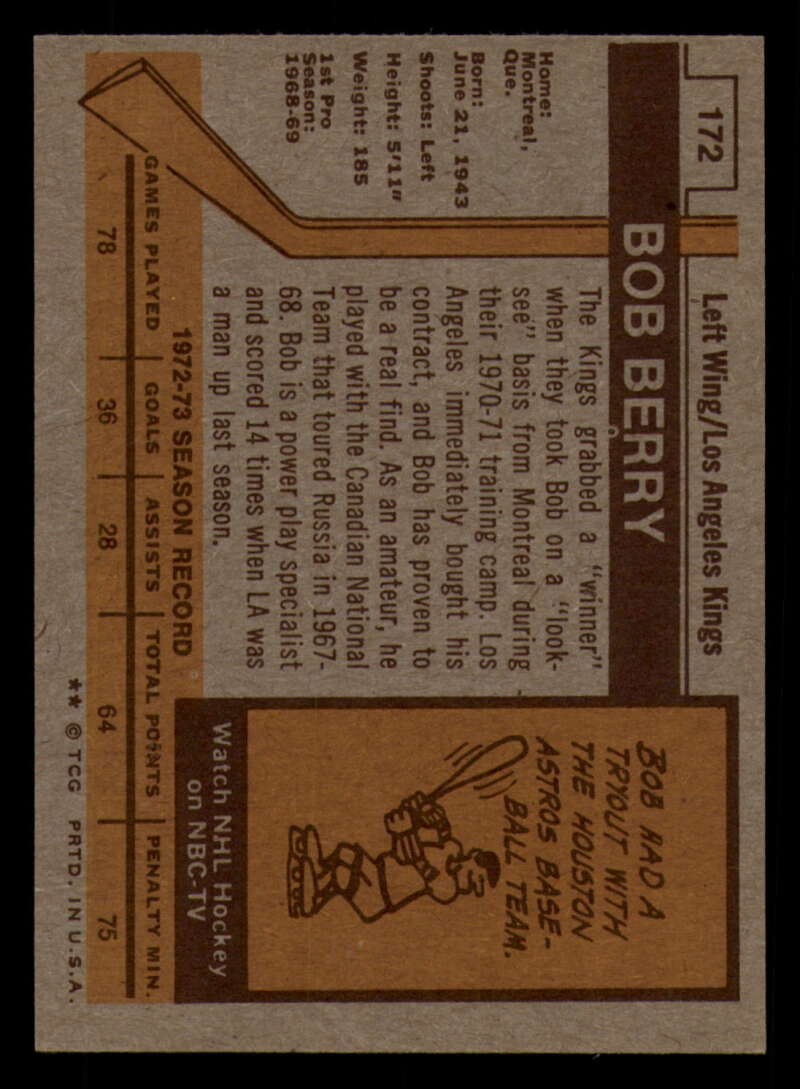 172
Left Wing/Los Angeles Kings
BOB BERRY
Home:
Montreal,
Que.
Born:
June 21, 1943
Shoots: Left
Height: 5'11"
Weight: 185
1st Pro
Season:
1968-69
The Kings grabbed a "winner"
when they took Bob on a "look-
see" basis from Montreal during
their 1970-71 training camp. Los
Angeles immediately bought his
contract, and Bob has proven to
be a real find. As an amateur, he
played with the Canadian National
Team that toured Russia in 1967-
68. Bob is a power play specialist
and scored 14 times when LA was
a man up last season.
BOB HAD A
TRYOUT WITH
THE HOUSTON
ASTROS BASE-
BALL TEAM.
Watch NHL Hockey
on NBC-TV
1972-73 SEASON RECORD
GAMES PLAYED GOALS ASSISTS TOTAL POINTS PENALTY MIN.
78 36 28 64 75
** © TCG PRTD. IN U.S.A.